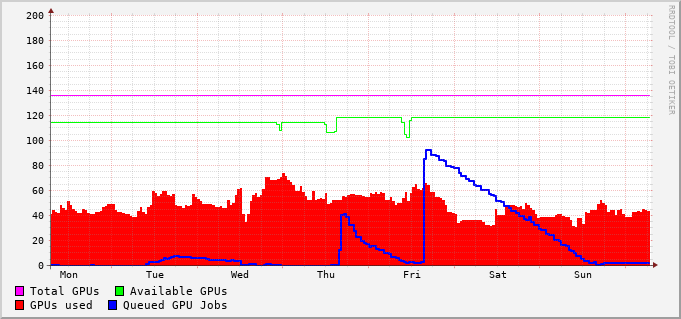 200
180
160
140
120
100
80
60
40
20
0
Mon Tue Wed Thu Fri Sat Sun
Total GPUs Available GPUs
GPUs used Queued GPU Jobs
RRDTOOL / TOBI OETIKER